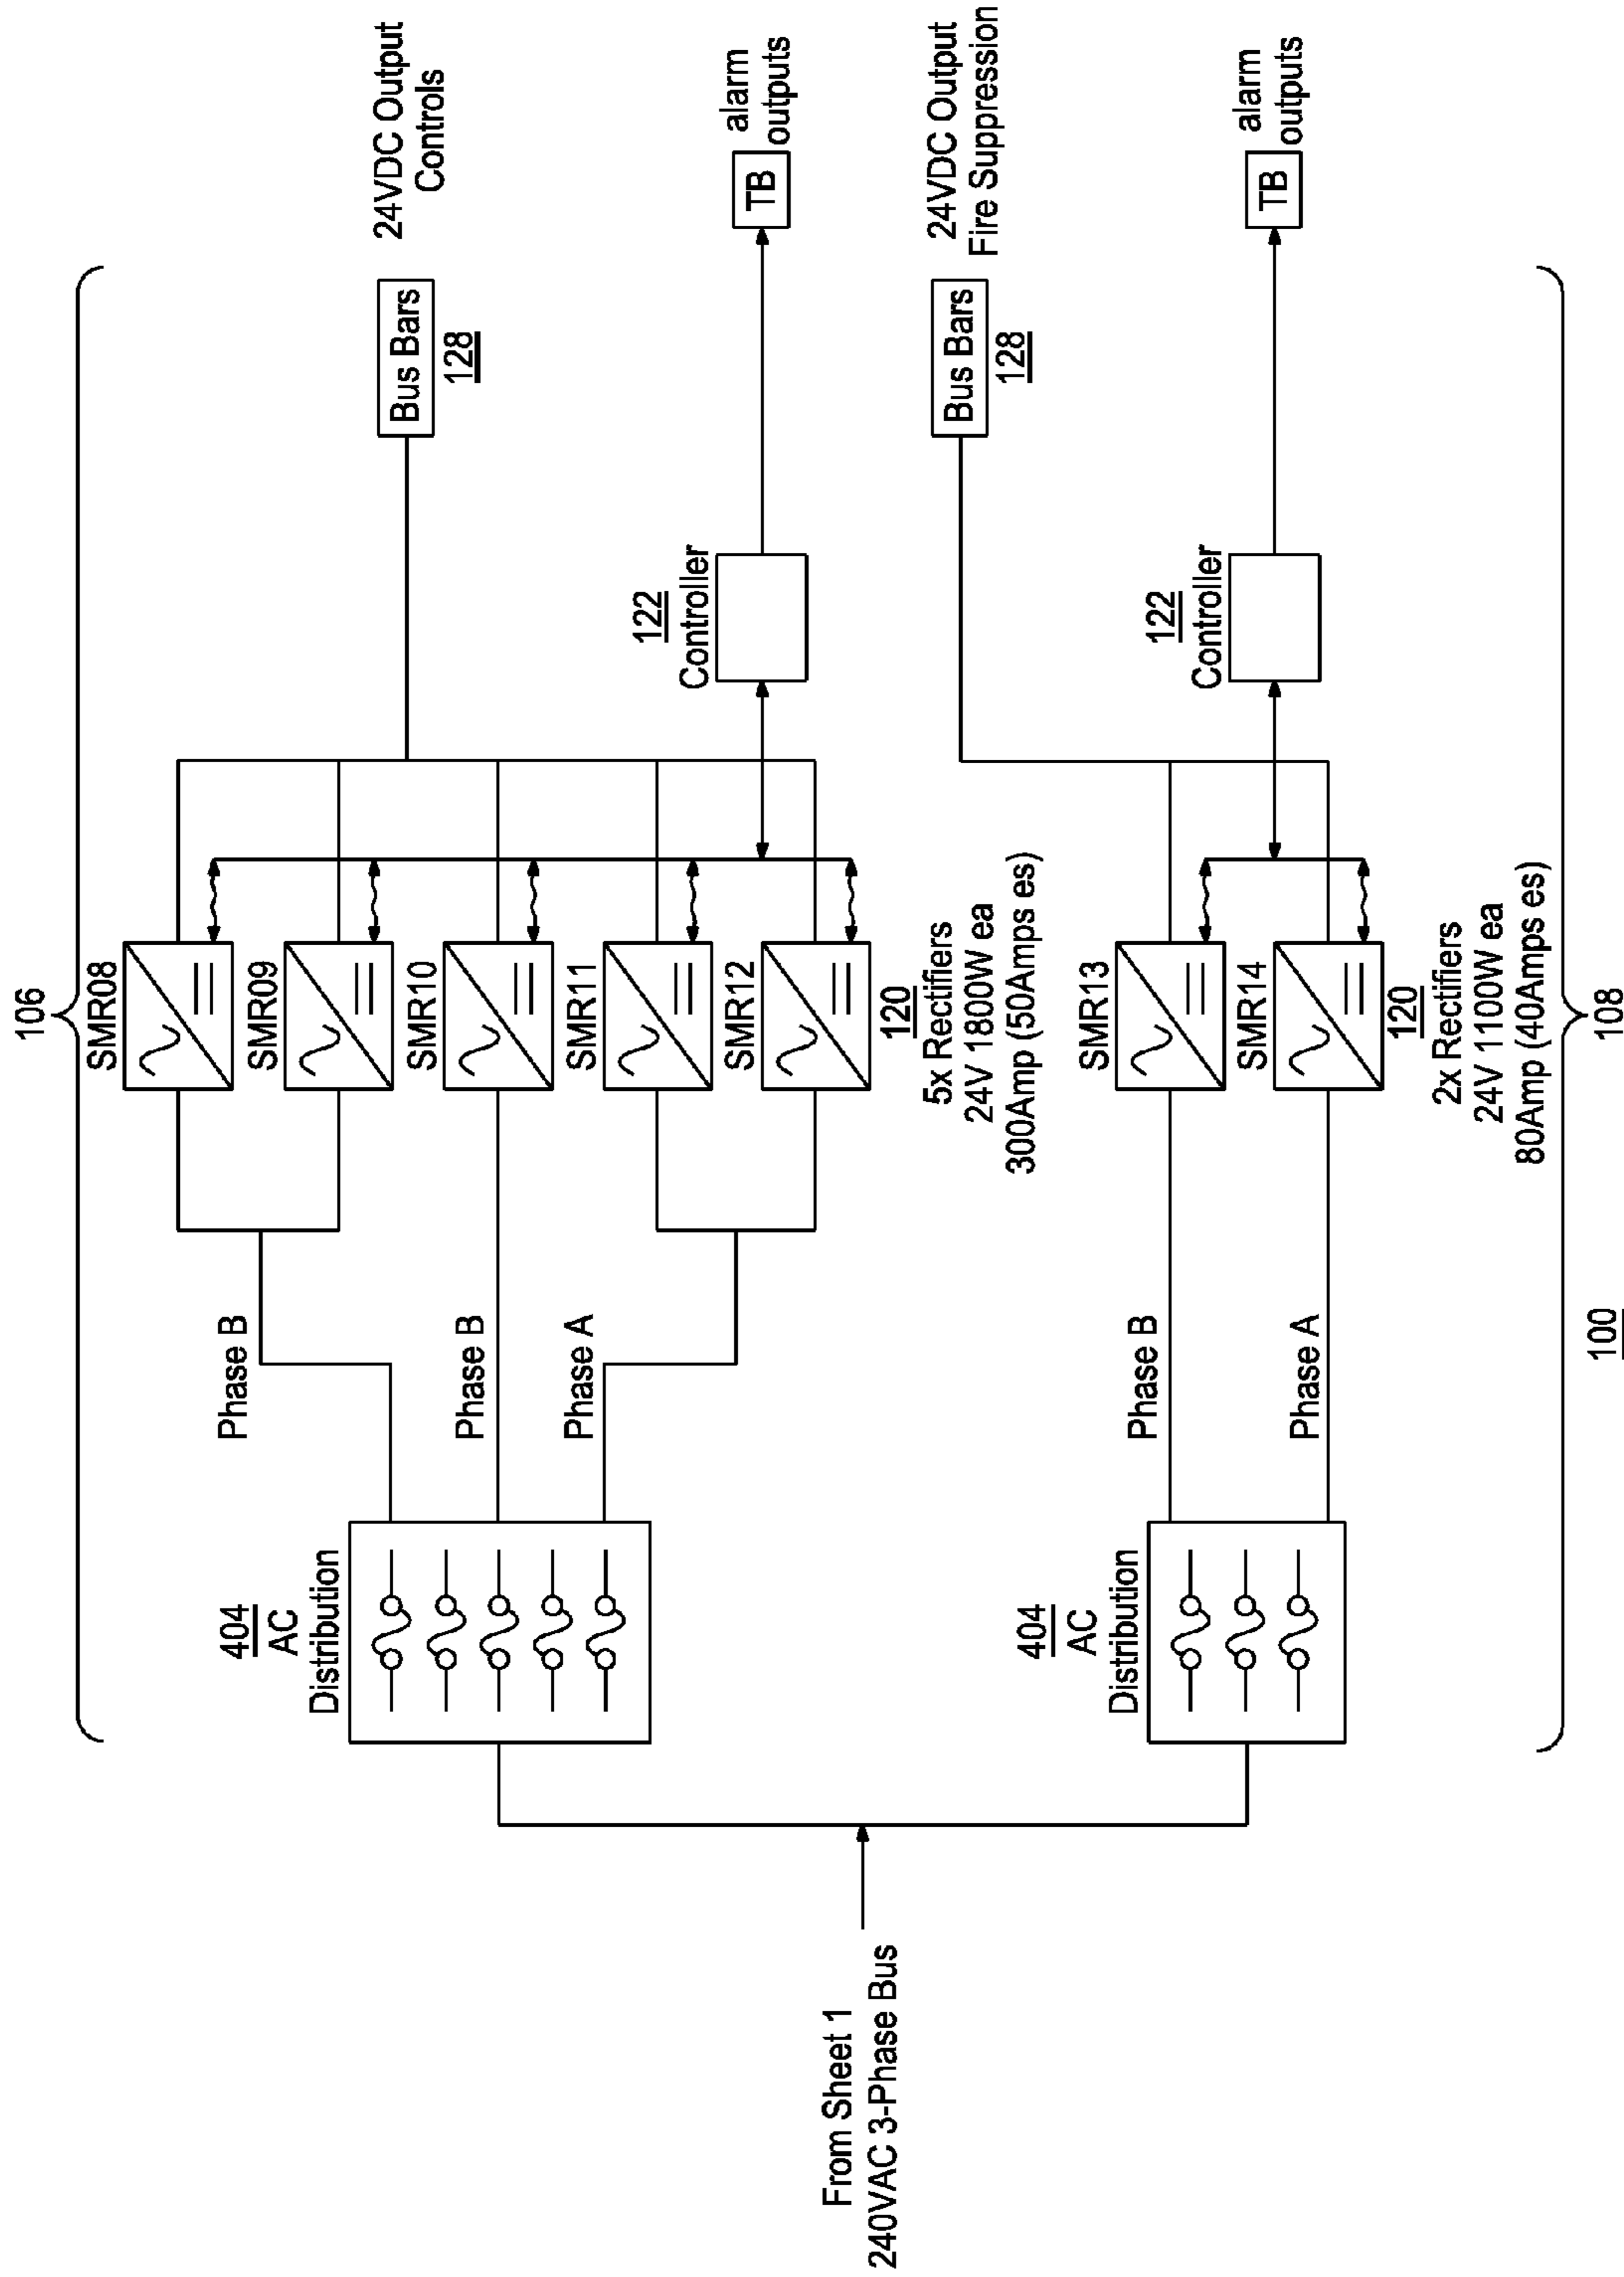 106
SMR08
SMR09
SMR10
SMR11
SMR12
120
5x Rectifiers
24V 1800W ea
300Amp (50Amps es)
Phase B
Phase B
Phase A
404
AC
Distribution
24VDC Output
Controls
Bus Bars
128
122
Controller
TB
alarm
outputs
From Sheet 1
240VAC 3-Phase Bus
24VDC Output
Fire Suppression
Bus Bars
128
404
AC
Distribution
Phase B
Phase A
SMR13
SMR14
120
2x Rectifiers
24V 1100W ea
80Amp (40Amps es)
122
Controller
TB
alarm
outputs
108
100